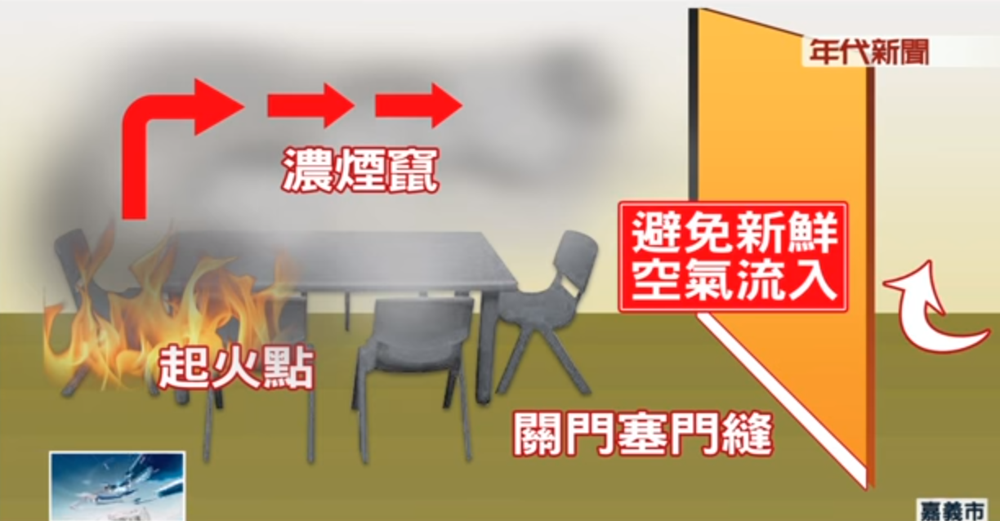 年代新聞
濃煙竄
避免新鮮
空氣流入
起火點
關門塞門縫
嘉義市